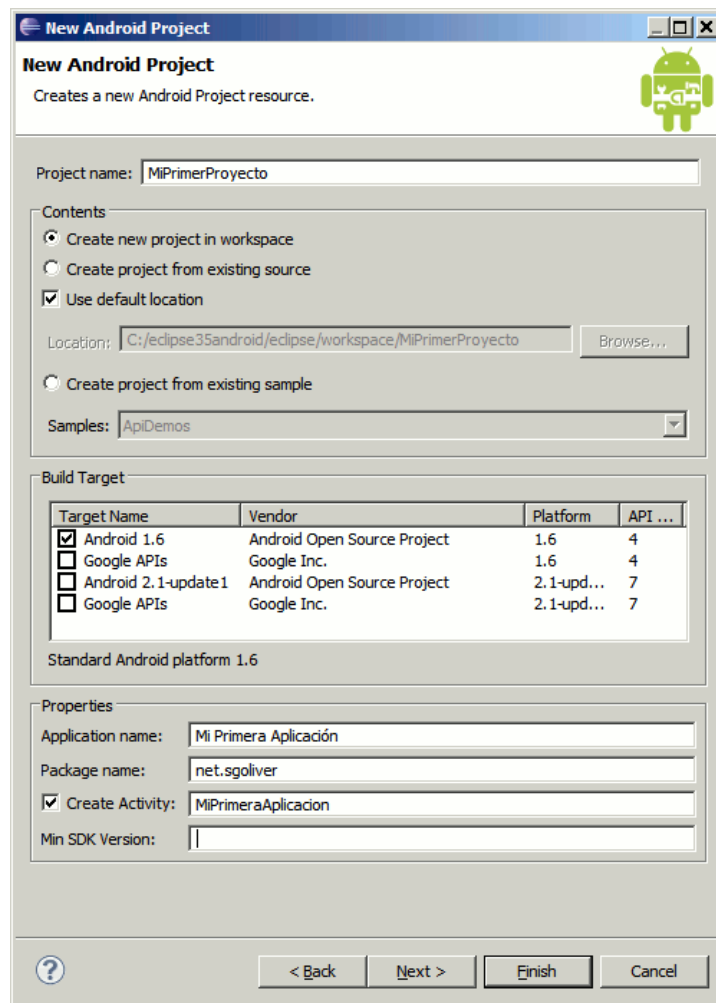 New Android Project
New Android Project
Creates a new Android Project resource.
Project name: MiPrimerProyecto
Contents
Create new project in workspace
Create project from existing source
Use default location
Location: C:/eclipse35android/eclipse/workspace/MiPrimerProyecto Browse...
Create project from existing sample
Samples: ApiDemos
Build Target
Target Name Vendor Platform API ...
Android 1.6 Android Open Source Project 1.6 4
Google APIs Google Inc. 1.6 4
Android 2.1-update1 Android Open Source Project 2.1-upd... 7
Google APIs Google Inc. 2.1-upd... 7
Standard Android platform 1.6
Properties
Application name: Mi Primera Aplicación
Package name: net.sgoliver
Create Activity: MiPrimeraAplicacion
Min SDK Version:
? < Back Next > Finish Cancel